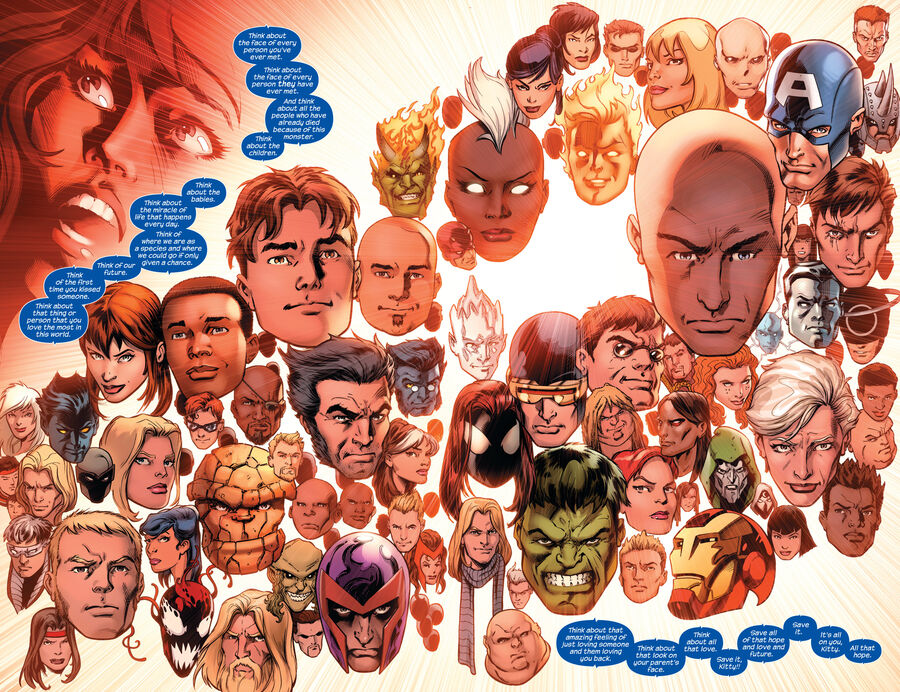 Think about
the face of every
person you've
ever met.
Think about
the face of every
person they have
ever met.
And think
about all the
people who have
already died
because of this
monster.
Think
about the
children.
Think
about the
babies.
Think about
the miracle of
life that happens
every day.
Think of
where we are as
a species and where
we could go if only
given a chance.
Think of our
future.
Think
of the first
time you kissed
someone.
Think about
that thing or
person that you
love the most in
this world.
A
Think about that
amazing feeling of
just loving someone
and them loving
you back.
Think about
that look on
your parent's
face.
Think
about all
that love.
Save it,
Kitty!!
Save all
of that hope
and love and
future.
Save
it.
It's all
on you,
Kitty.
All that
hope.